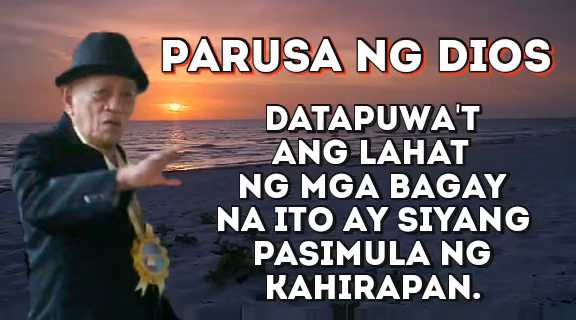 PARUSA NG DIOS
DATAPUWA'T
ANG LAHAT
NG MGA BAGAY
NA ITO AY SIYANG
PASIMULA NG
KAHIRAPAN.